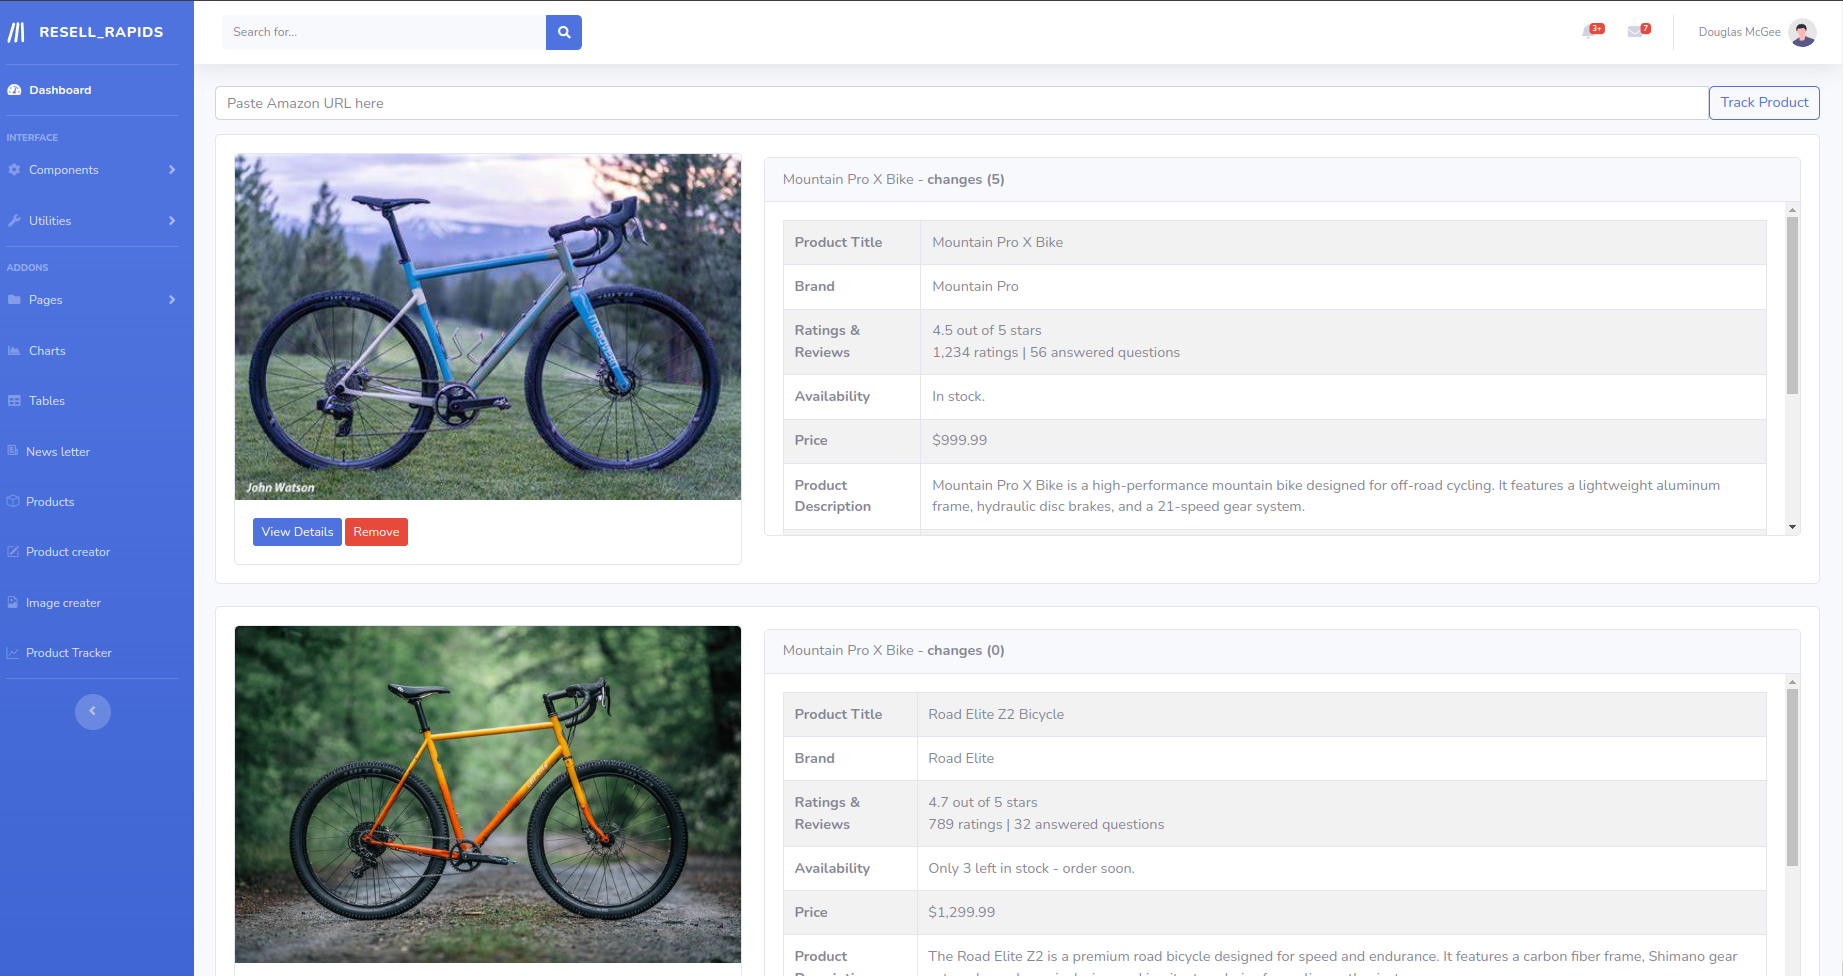 RESELL_RAPIDS
Search for...
3+
7
Douglas McGee
Dashboard
INTERFACE
Components
Utilities
ADDONS
Pages
Charts
Tables
News letter
Products
Product creator
Image creater
Product Tracker
Paste Amazon URL here
Track Product
John Watson
View Details
Remove
Mountain Pro X Bike - changes (5)
Product Title
Mountain Pro X Bike
Brand
Mountain Pro
Ratings &
Reviews
4.5 out of 5 stars
1,234 ratings | 56 answered questions
Availability
In stock.
Price
$999.99
Product
Description
Mountain Pro X Bike is a high-performance mountain bike designed for off-road cycling. It features a lightweight aluminum
frame, hydraulic disc brakes, and a 21-speed gear system.
Mountain Pro X Bike - changes (0)
Product Title
Road Elite Z2 Bicycle
Brand
Road Elite
Ratings &
Reviews
4.7 out of 5 stars
789 ratings | 32 answered questions
Availability
Only 3 left in stock - order soon.
Price
$1,299.99
Product
The Road Elite Z2 is a premium road bicycle designed for speed and endurance. It features a carbon fiber frame, Shimano gear